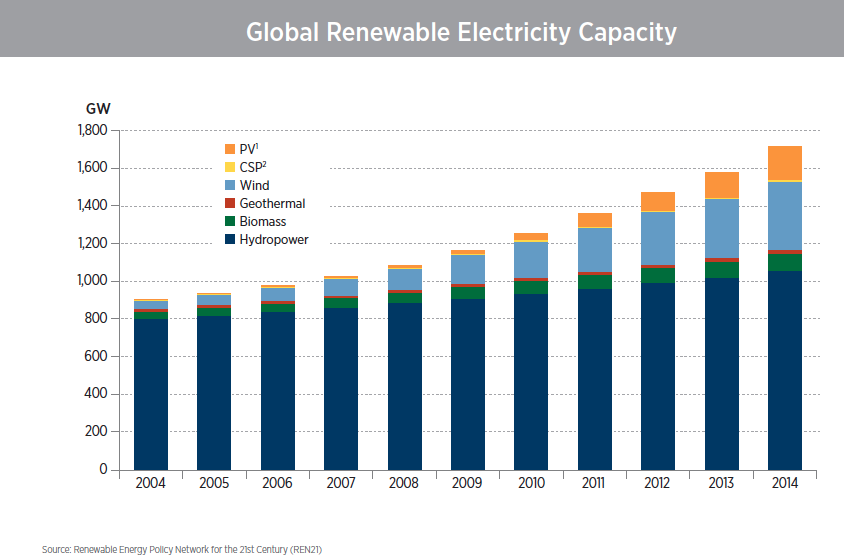 Global Renewable Electricity Capacity
GW
1,800
1,600
1,400
1,200
1,000
800
600
400
200
0
PV¹
CSP²
Wind
Geothermal
Biomass
Hydropower
2004 2005 2006 2007 2008 2009 2010 2011 2012 2013 2014
Source: Renewable Energy Policy Network for the 21st Century (REN21)